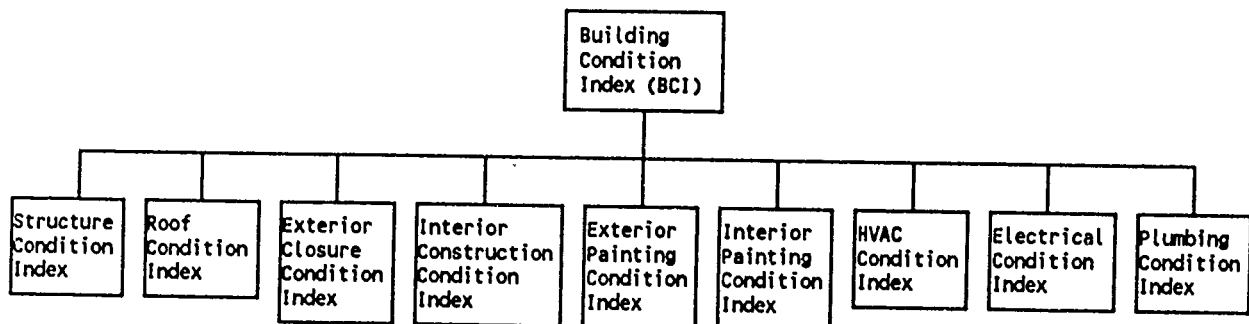 Building
Condition
Index (BCI)
Structure
Condition
Index
Roof
Condition
Index
Exterior
Closure
Condition
Index
Interior
Construction
Condition
Index
Exterior
Painting
Condition
Index
Interior
Painting
Condition
Index
HVAC
Condition
Index
Electrical
Condition
Index
Plumbing
Condition
Index